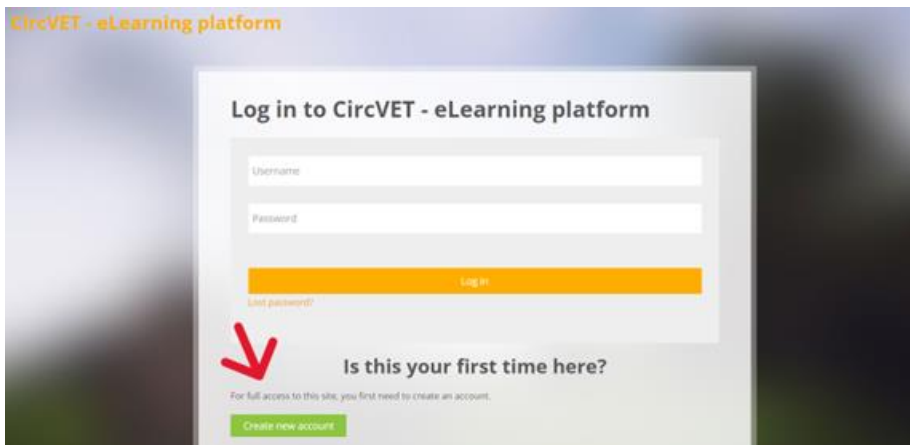 CircVET - eLearning platform
Log in to CircVET - eLearning platform
Username
Password
Log in
Lost password?
Is this your first time here?
For full access to this site, you first need to create an account.
Create new account